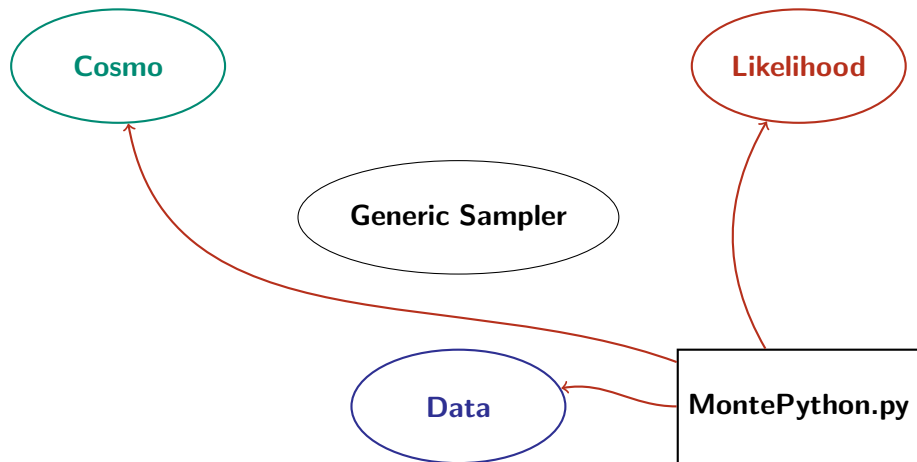 Cosmo
Likelihood
Generic Sampler
Data
MontePython.py